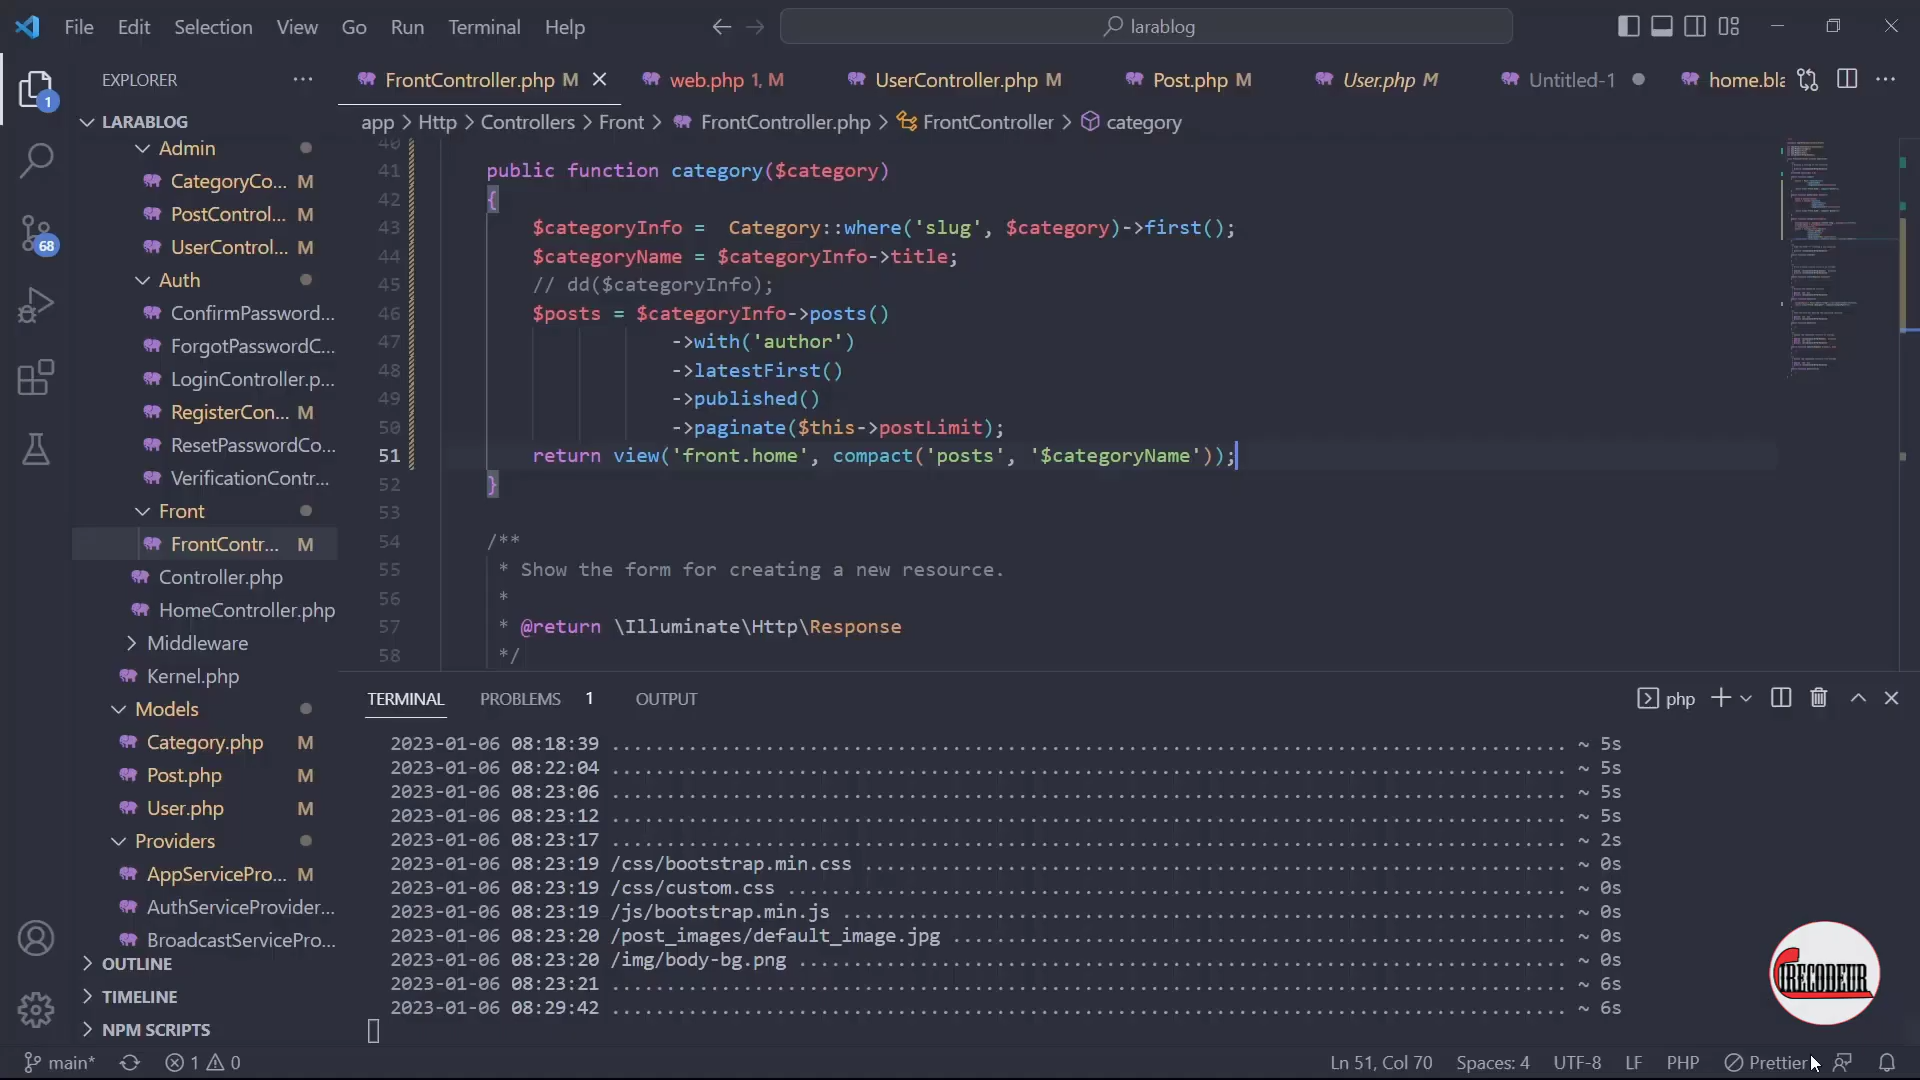 File Edit Selection View Go Run Terminal Help
larablog
EXPLORER
FrontController.php M
web.php 1, M
UserController.php M
Post.php M
User.php M
Untitled-1
home.bla
LARABLOG
app > Http > Controllers > Front > FrontController.php > FrontController > category
Admin
CategoryCo... M
PostControl... M
UserControl... M
Auth
ConfirmPassword...
ForgotPasswordC...
LoginController.p...
RegisterCon... M
ResetPasswordCo...
VerificationContr...
Front
FrontContr... M
Controller.php
HomeController.php
Middleware
Kernel.php
Models
Category.php M
Post.php M
User.php M
Providers
AppServicePro... M
AuthServiceProvider...
BroadcastServicePro...
OUTLINE
TIMELINE
NPM SCRIPTS
1
68
40
41 public function category($category)
42 {
43 $categoryInfo =  Category::where('slug', $category)->first();
44 $categoryName = $categoryInfo->title;
45 // dd($categoryInfo);
46 $posts = $categoryInfo->posts()
47 ->with('author')
48 ->latestFirst()
49 ->published()
50 ->paginate($this->postLimit);
51 return view('front.home', compact('posts', '$categoryName'));
52 }
53
54 /**
55 * Show the form for creating a new resource.
56 *
57 * @return \Illuminate\Http\Response
58 */
TERMINAL PROBLEMS 1 OUTPUT
php
2023-01-06 08:18:39 ................................................................................... ~ 5s
2023-01-06 08:22:04 ................................................................................... ~ 5s
2023-01-06 08:23:06 ................................................................................... ~ 5s
2023-01-06 08:23:12 ................................................................................... ~ 5s
2023-01-06 08:23:17 ................................................................................... ~ 2s
2023-01-06 08:23:19 /css/bootstrap.min.css ............................................................ ~ 0s
2023-01-06 08:23:19 /css/custom.css ................................................................... ~ 0s
2023-01-06 08:23:19 /js/bootstrap.min.js .............................................................. ~ 0s
2023-01-06 08:23:20 /post_images/default_image.jpg .................................................... ~ 0s
2023-01-06 08:23:20 /img/body-bg.png .................................................................. ~ 0s
2023-01-06 08:23:21 ................................................................................... ~ 6s
2023-01-06 08:29:42 ................................................................................... ~ 6s
main* 1 0
Ln 51, Col 70 Spaces: 4 UTF-8 LF PHP Prettier